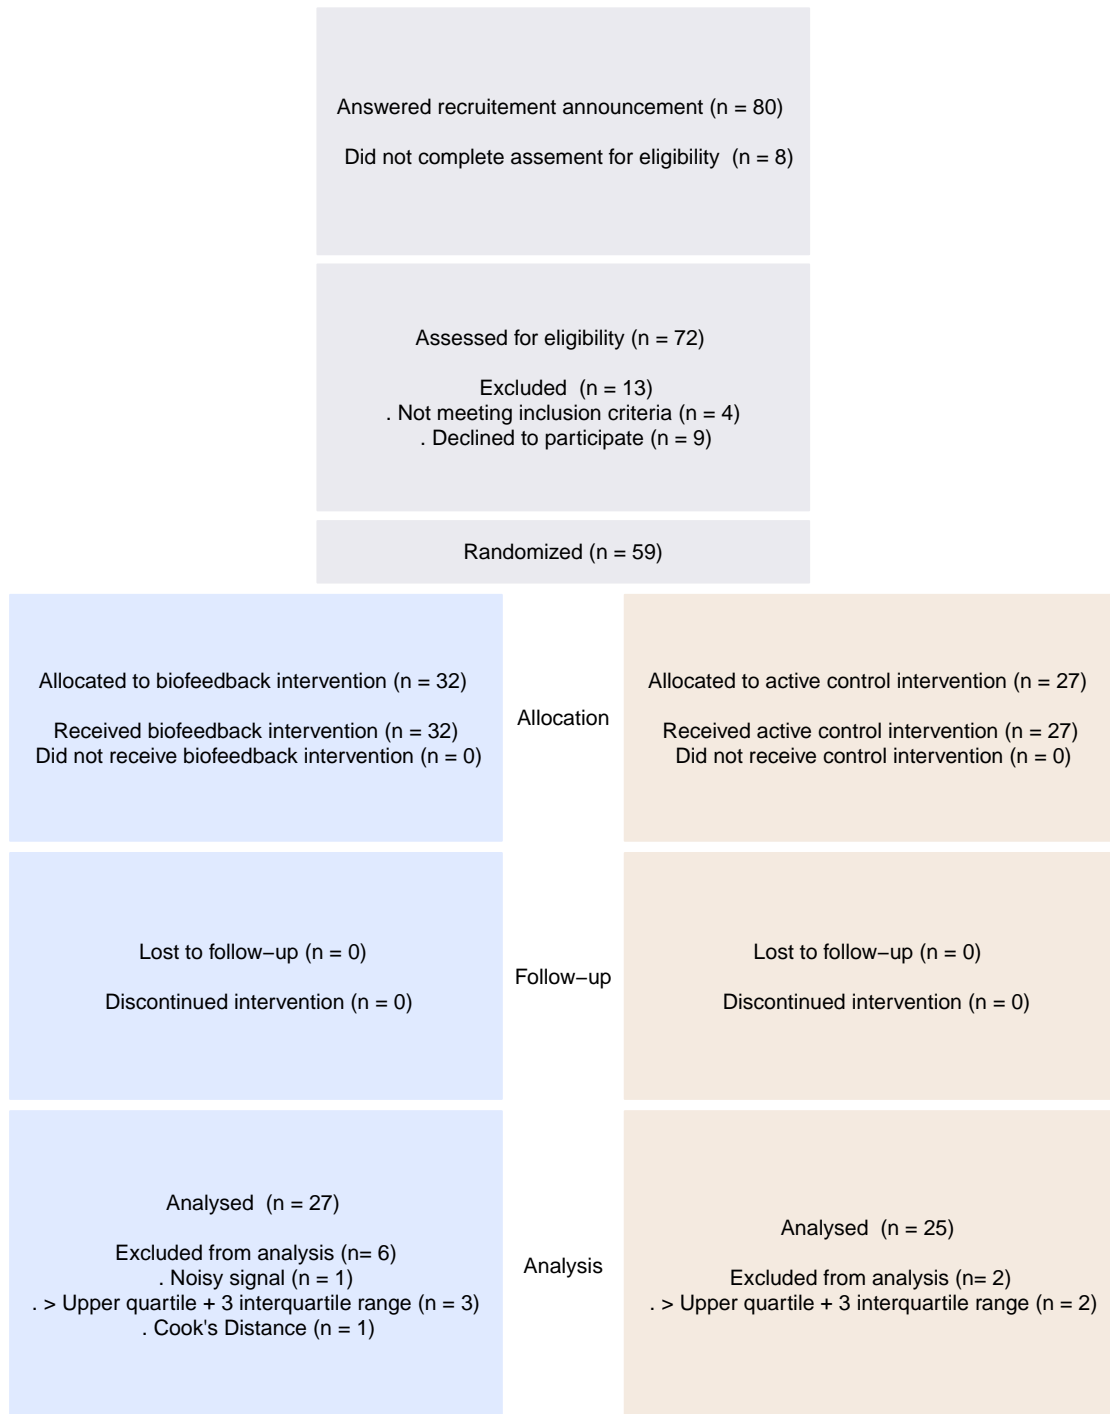 Answered recruitement announcement (n = 80)
Did not complete assement for eligibility (n = 8)
Assessed for eligibility (n = 72)
Excluded (n = 13)
. Not meeting inclusion criteria (n = 4)
. Declined to participate (n = 9)
Randomized (n = 59)
Allocated to biofeedback intervention (n = 32)
Received biofeedback intervention (n = 32)
Did not receive biofeedback intervention (n = 0)
Allocation
Allocated to active control intervention (n = 27)
Received active control intervention (n = 27)
Did not receive control intervention (n = 0)
Lost to follow−up (n = 0)
Discontinued intervention (n = 0)
Follow−up
Lost to follow−up (n = 0)
Discontinued intervention (n = 0)
Analysed (n = 27)
Excluded from analysis (n= 6)
. Noisy signal (n = 1)
. > Upper quartile + 3 interquartile range (n = 3)
. Cook's Distance (n = 1)
Analysis
Analysed (n = 25)
Excluded from analysis (n= 2)
. > Upper quartile + 3 interquartile range (n = 2)